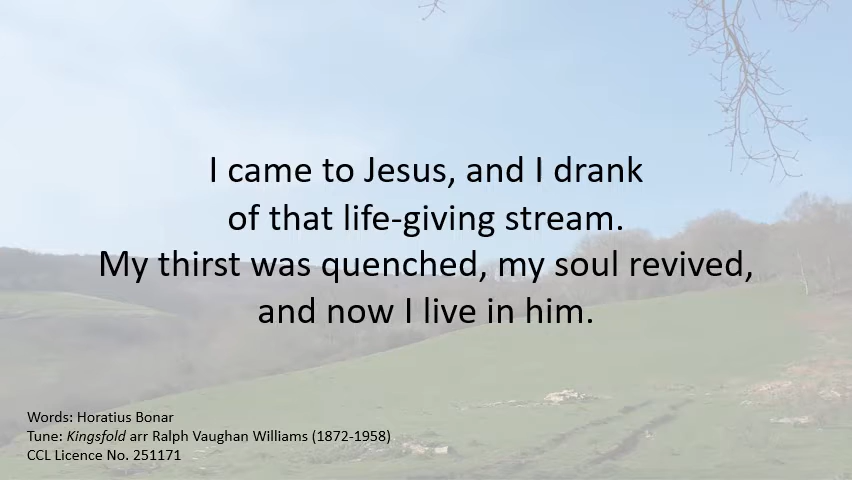 I came to Jesus, and I drank
of that life-giving stream.
My thirst was quenched, my soul revived,
and now I live in him.
Words: Horatius Bonar
Tune: Kingsfold arr Ralph Vaughan Williams (1872-1958)
CCL Licence No. 251171